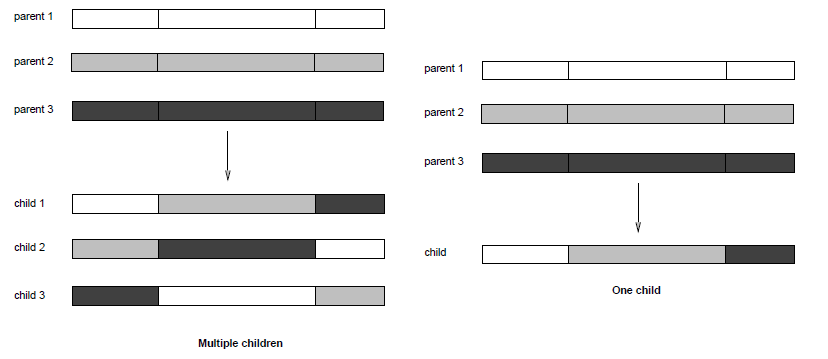 parent 1
parent 2
parent 3
child 1
child 2
child 3
Multiple children
parent 1
parent 2
parent 3
child
One child